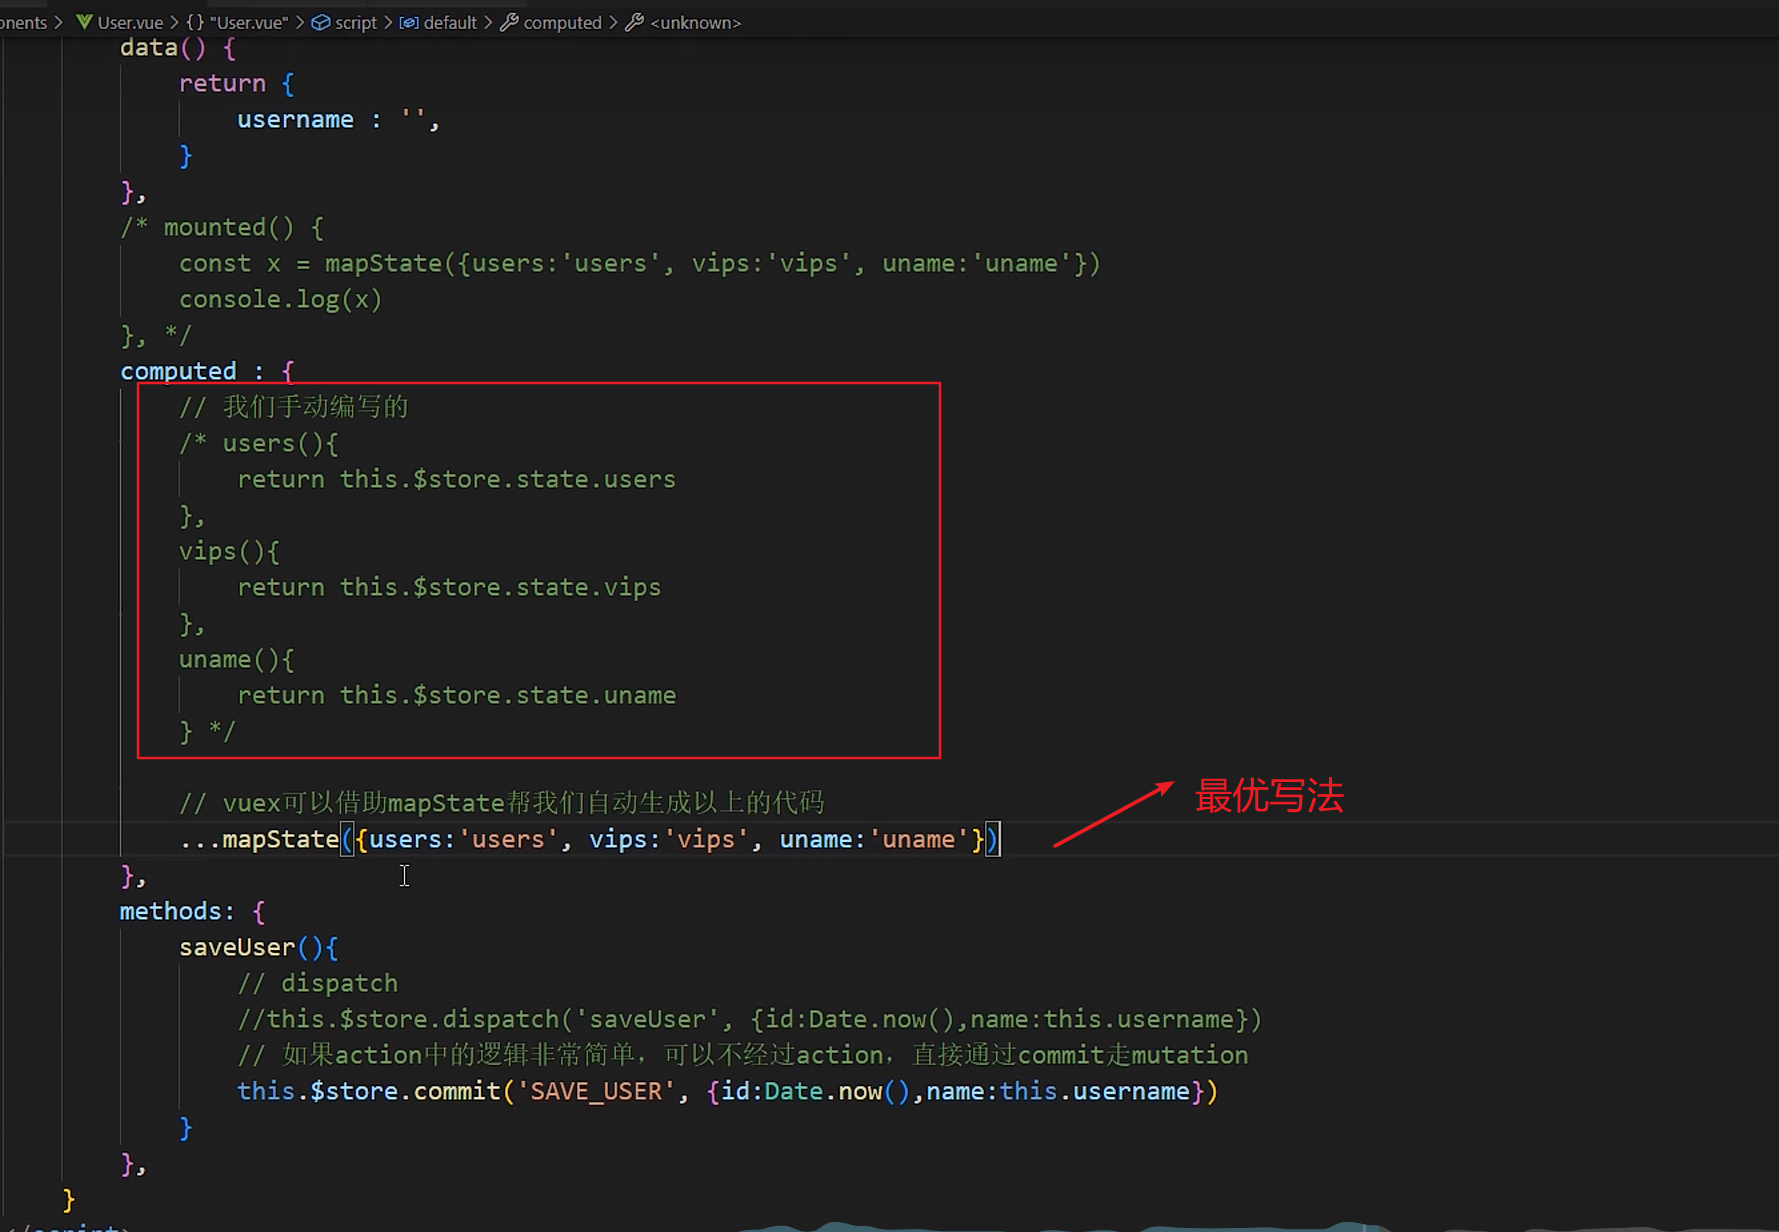 onents > User.vue > {} "User.vue" > script > default > computed > <unknown>
data() {
return {
username : '',
}
},
/* mounted() {
const x = mapState({users:'users', vips:'vips', uname:'uname'})
console.log(x)
}, */
computed : {
// 我们手动编写的
/* users(){
return this.$store.state.users
},
vips(){
return this.$store.state.vips
},
uname(){
return this.$store.state.uname
} */
// vuex可以借助mapState帮我们自动生成以上的代码
最优写法
...mapState({users:'users', vips:'vips', uname:'uname'})
},
methods: {
saveUser(){
// dispatch
//this.$store.dispatch('saveUser', {id:Date.now(),name:this.username})
// 如果action中的逻辑非常简单，可以不经过action，直接通过commit走mutation
this.$store.commit('SAVE_USER', {id:Date.now(),name:this.username})
}
},
}